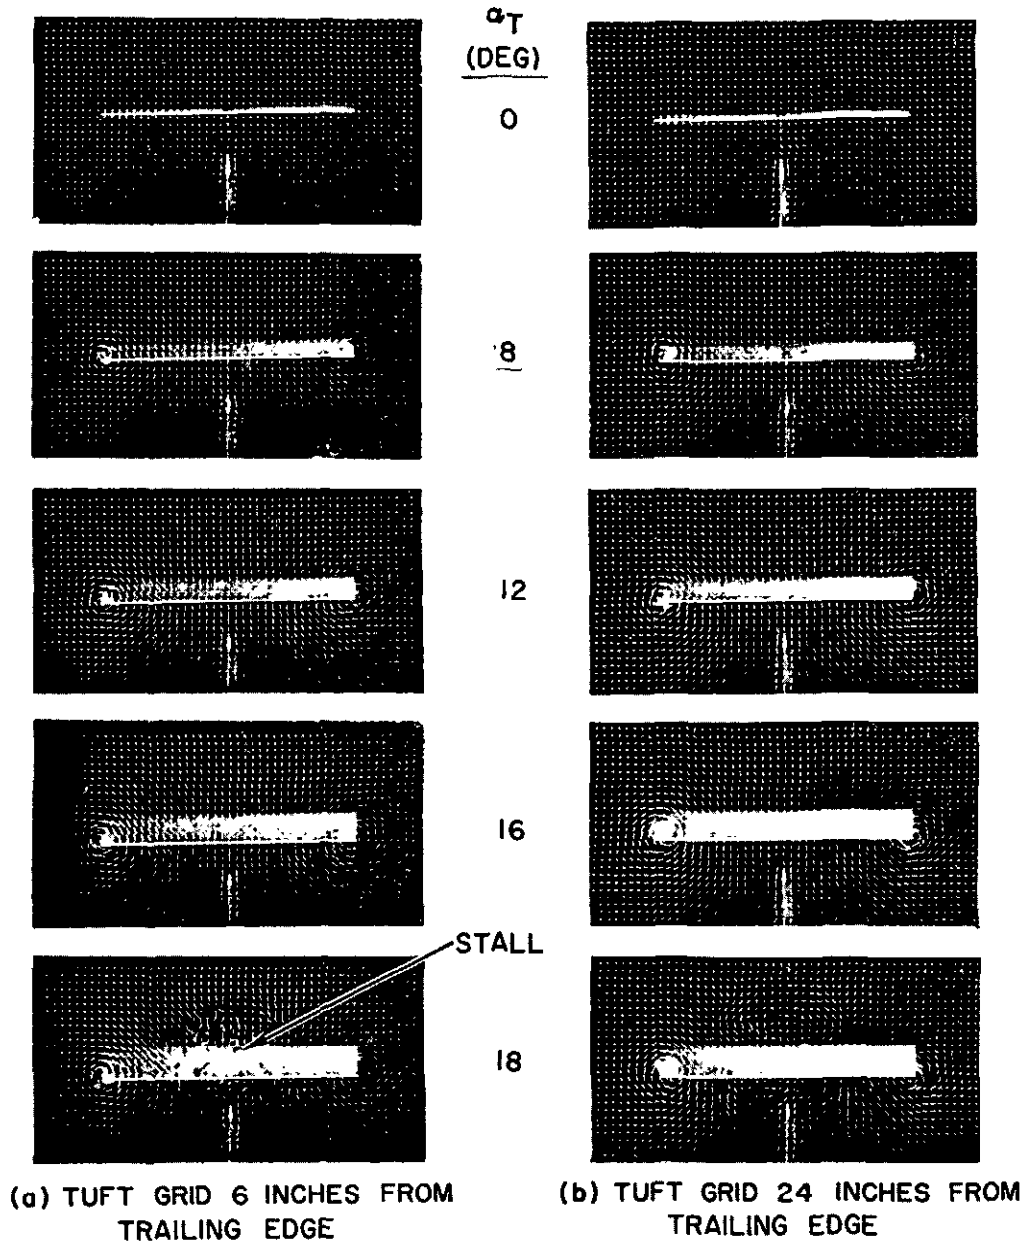 αT
(DEG)
0
8
12
16
STALL
18
(a) TUFT GRID 6 INCHES FROM
TRAILING EDGE
(b) TUFT GRID 24 INCHES FROM
TRAILING EDGE